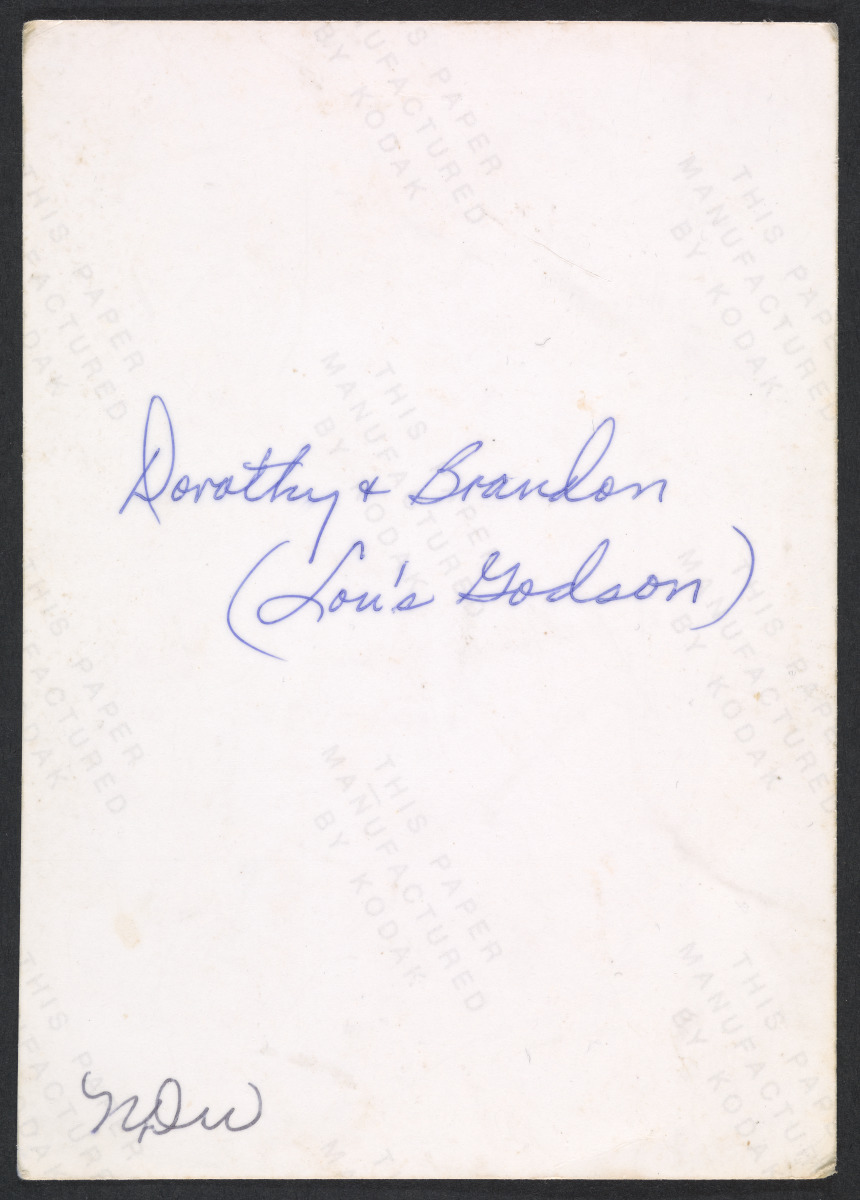 Dorothy & Brandon
(Lou's Godson)
THIS PAPER
MANUFACTURED
BY KODAK